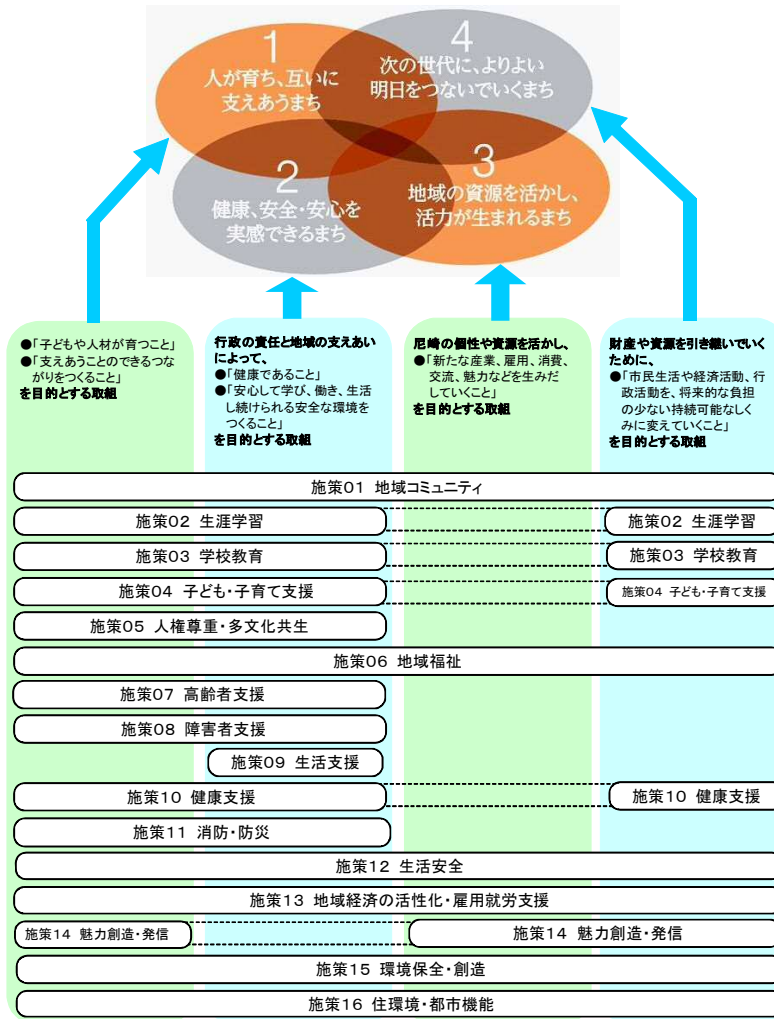 1
人が育ち、互いに
支えあうまち
4
次の世代に、よりよい
明日をつないでいくまち
2
健康、安全・安心を
実感できるまち
3
地域の資源を活かし、
活力が生まれるまち
●「子どもや人材が育つこと」
●「支えあうことのできるつな
がりをつくること」
を目的とする取組
行政の責任と地域の支えあい
によって、
●「健康であること」
●「安心して学び、働き、生活
し続けられる安全な環境を
つくること」
を目的とする取組
尼崎の個性や資源を活かし、
●「新たな産業、雇用、消費、
交流、魅力などを生みだ
していくこと」
を目的とする取組
財産や資源を引き継いでいく
ために、
●「市民生活や経済活動、行
政活動を、将来的な負担
の少ない持続可能なしく
みに変えていくこと」
を目的とする取組
施策01 地域コミュニティ
施策02 生涯学習
施策02 生涯学習
施策03 学校教育
施策03 学校教育
施策04 子ども・子育て支援
施策04 子ども・子育て支援
施策05 人権尊重・多文化共生
施策06 地域福祉
施策07 高齢者支援
施策08 障害者支援
施策09 生活支援
施策10 健康支援
施策10 健康支援
施策11 消防・防災
施策12 生活安全
施策13 地域経済の活性化・雇用就労支援
施策14 魅力創造・発信
施策14 魅力創造・発信
施策15 環境保全・創造
施策16 住環境・都市機能